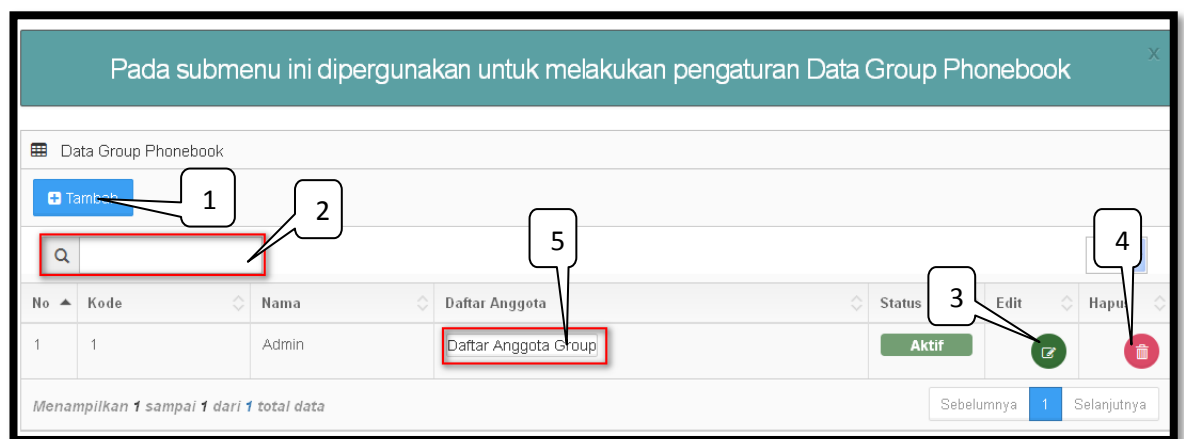 Pada submenu ini dipergunakan untuk melakukan pengaturan Data Group Phonebook X
Data Group Phonebook
Tambah 1
2
5
4
No Kode Nama Daftar Anggota Status 3 Edit Hapus
1 1 Admin Daftar Anggota Group Aktif
Menampilkan 1 sampai 1 dari 1 total data Sebelumnya 1 Selanjutnya